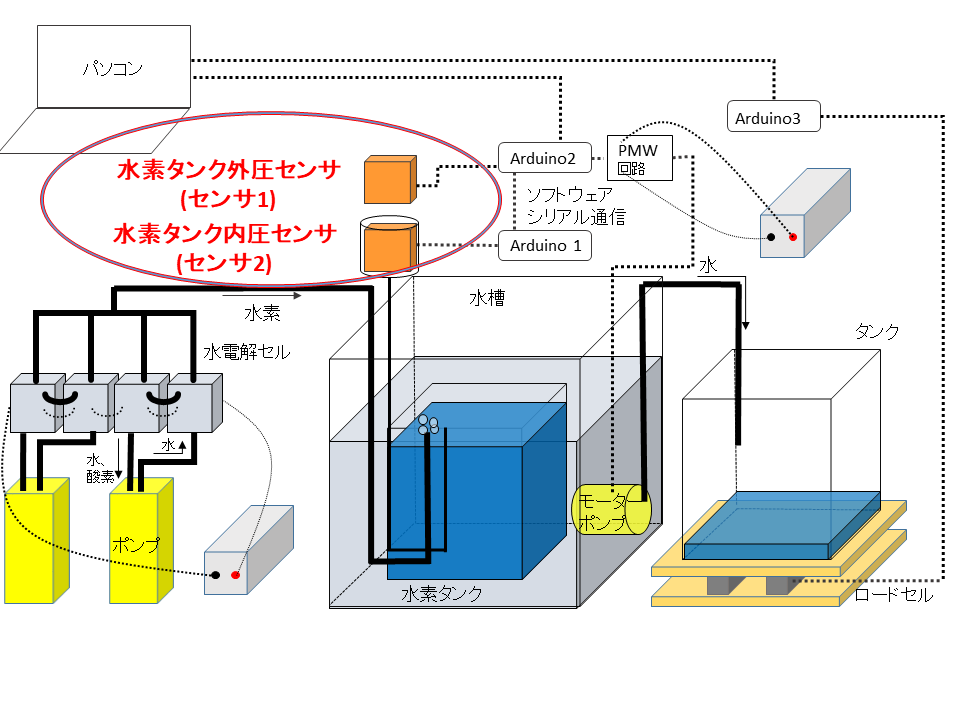 パソコン
Arduino3
水素タンク外圧センサ
(センサ1)
水素タンク内圧センサ
(センサ2)
Arduino2
PMW
回路
ソフトウェア
シリアル通信
Arduino 1
水素
水槽
水
タンク
水電解セル
水、
酸素
水
ポンプ
モーター
ポンプ
水素タンク
ロードセル